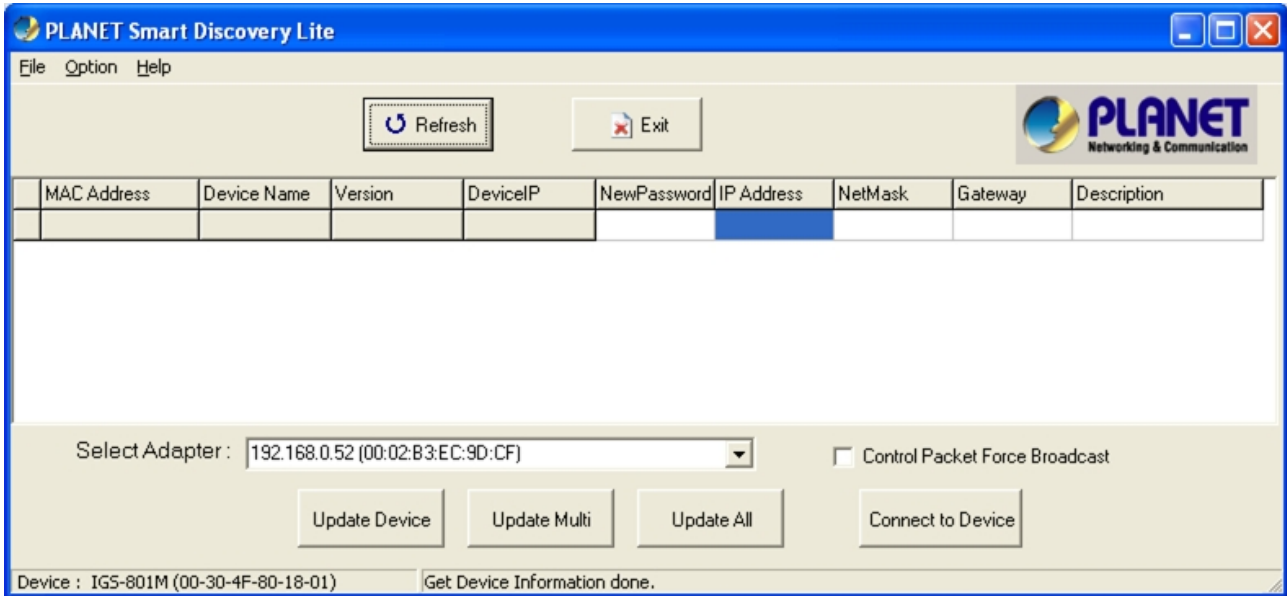 PLANET Smart Discovery Lite
File Option Help
Refresh
Exit
PLANET
Networking & Communication
MAC Address Device Name Version DeviceIP NewPassword IP Address NetMask Gateway Description
Select Adapter : 192.168.0.52 (00:02:B3:EC:9D:CF) Control Packet Force Broadcast
Update Device Update Multi Update All Connect to Device
Device : IGS-801M (00-30-4F-80-18-01) Get Device Information done.